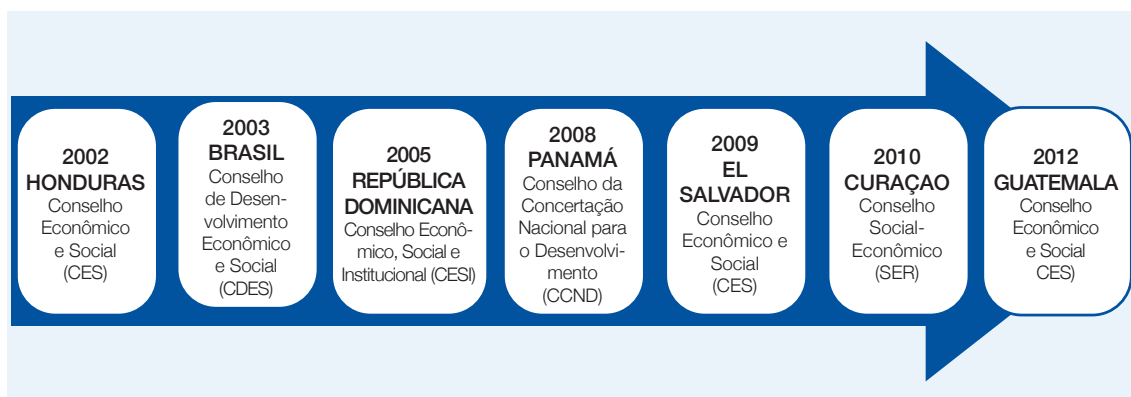 2002
HONDURAS
Conselho
Econômico
e Social
(CES)
2003
BRASIL
Conselho
de Desen-
volvimento
Econômico
e Social
(CDES)
2005
REPÚBLICA
DOMINICANA
Conselho Econô-
mico, Social e
Institucional (CESI)
2008
PANAMÁ
Conselho da
Concertação
Nacional para
o Desenvolvi-
mento
(CCND)
2009
EL
SALVADOR
Conselho
Econômico e
Social
(CES)
2010
CURAÇAO
Conselho
Social-
Econômico
(SER)
2012
GUATEMALA
Conselho
Econômico
e Social
CES)